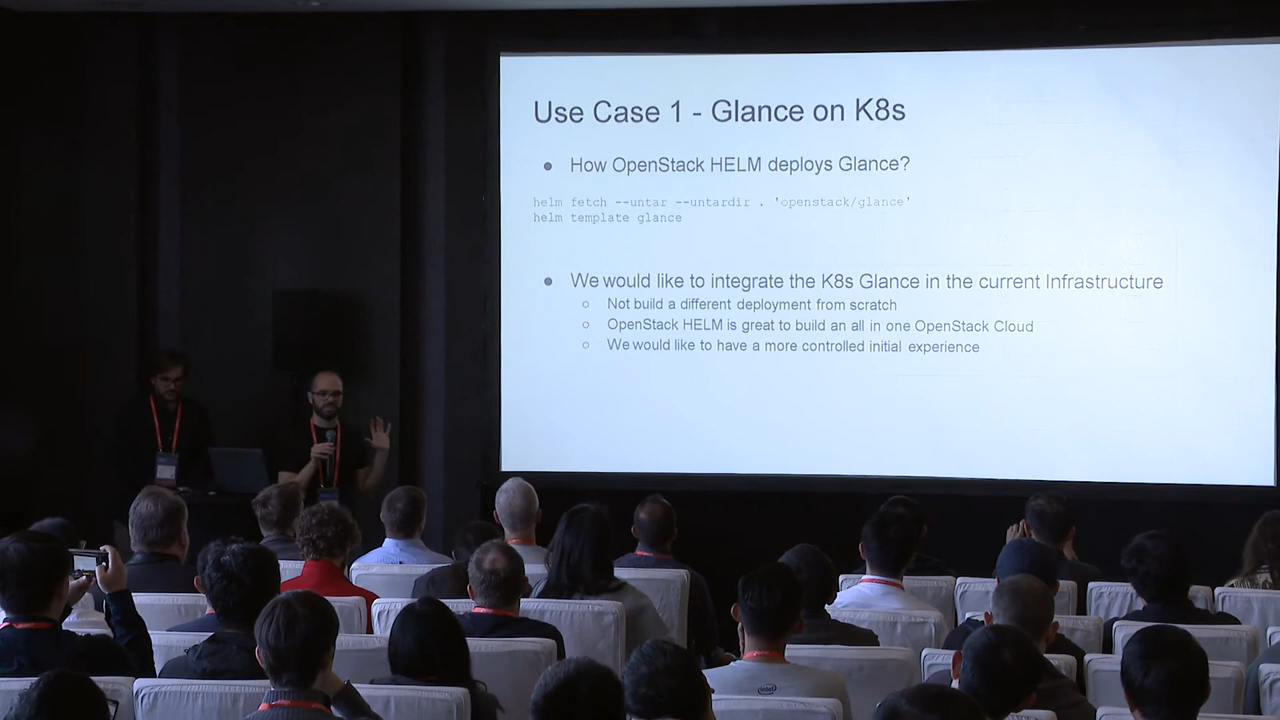 Use Case 1 - Glance on K8s
● How OpenStack HELM deploys Glance?
helm fetch --untar --untardir . 'openstack/glance'
helm template glance
● We would like to integrate the K8s Glance in the current Infrastructure
○ Not build a different deployment from scratch
○ OpenStack HELM is great to build an all in one OpenStack Cloud
○ We would like to have a more controlled initial experience
intel